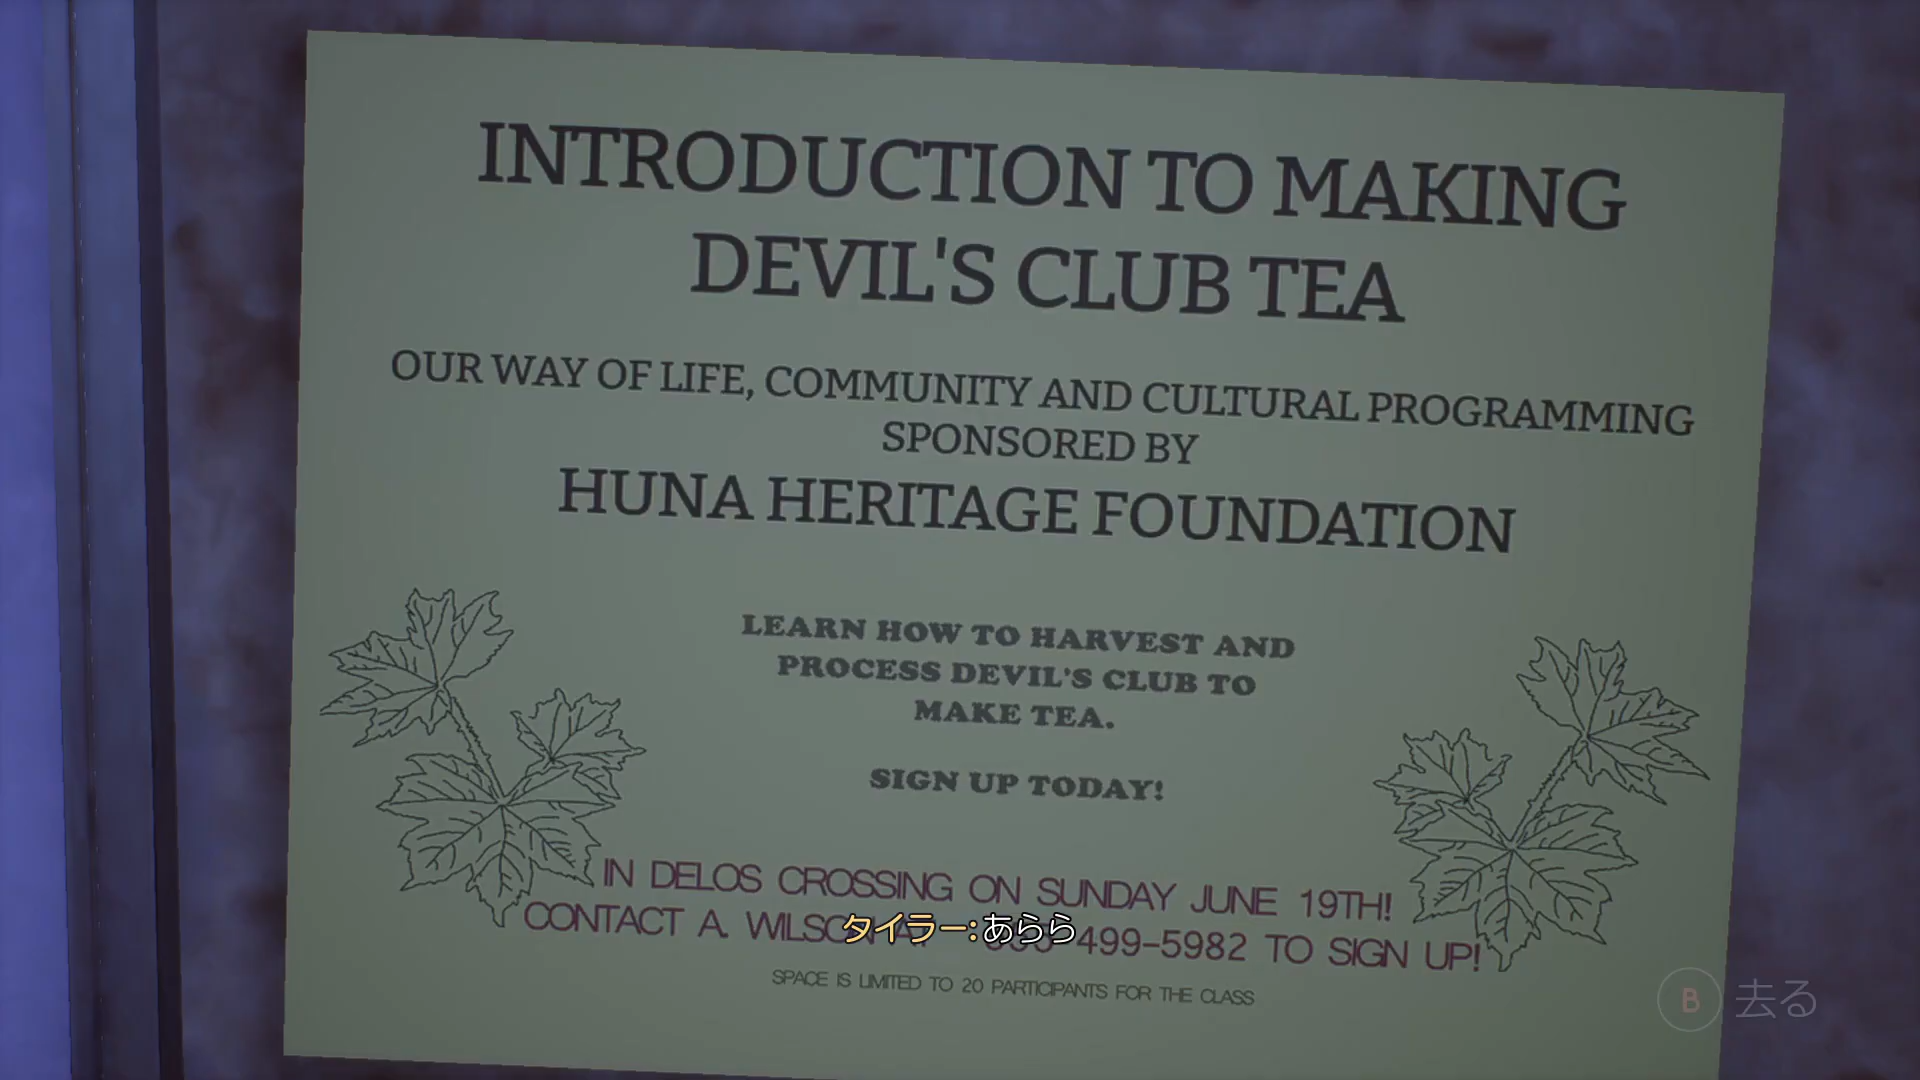 INTRODUCTION TO MAKING
DEVIL'S CLUB TEA
OUR WAY OF LIFE, COMMUNITY AND CULTURAL PROGRAMMING
SPONSORED BY
HUNA HERITAGE FOUNDATION
LEARN HOW TO HARVEST AND
PROCESS DEVIL'S CLUB TO
MAKE TEA.
SIGN UP TODAY!
IN DELOS CROSSING ON SUNDAY JUNE 19TH!
CONTACT A. WILSON 499-5982 TO SIGN UP!
タイラー:あらら
SPACE IS LIMITED TO 20 PARTICIPANTS FOR THE CLASS
B 去る